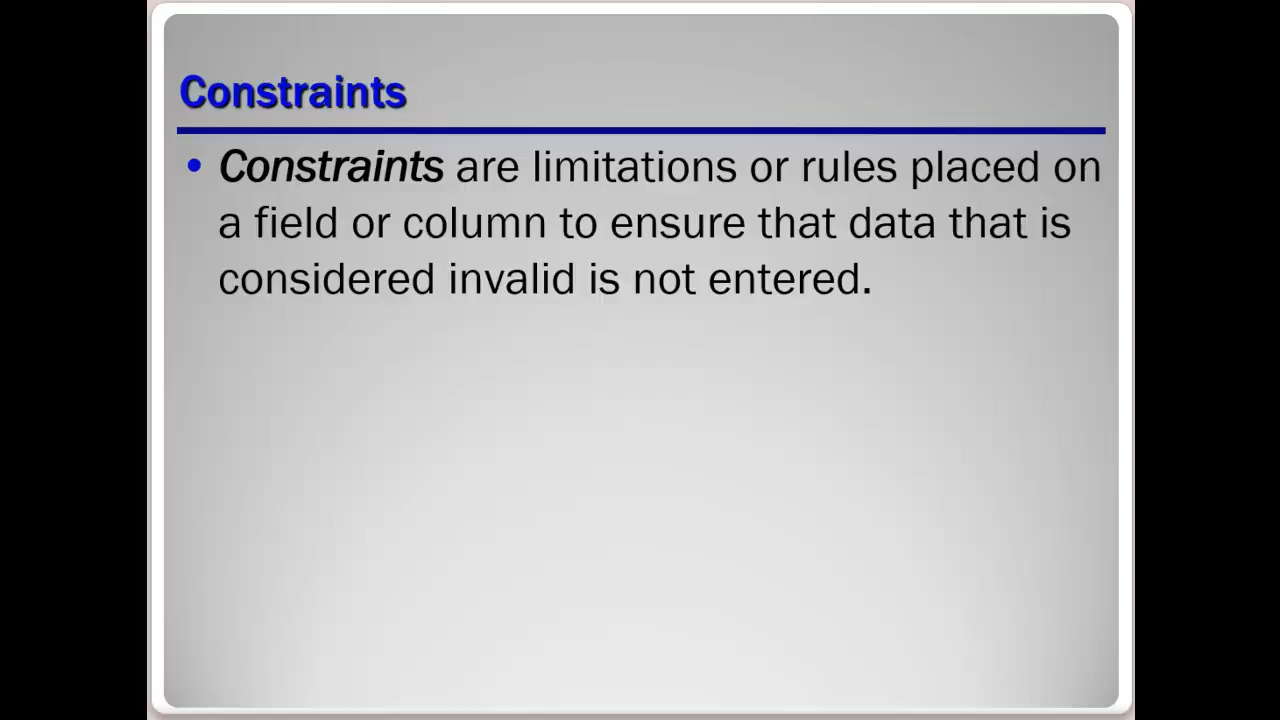 Constraints
• Constraints are limitations or rules placed on
a field or column to ensure that data that is
considered invalid is not entered.